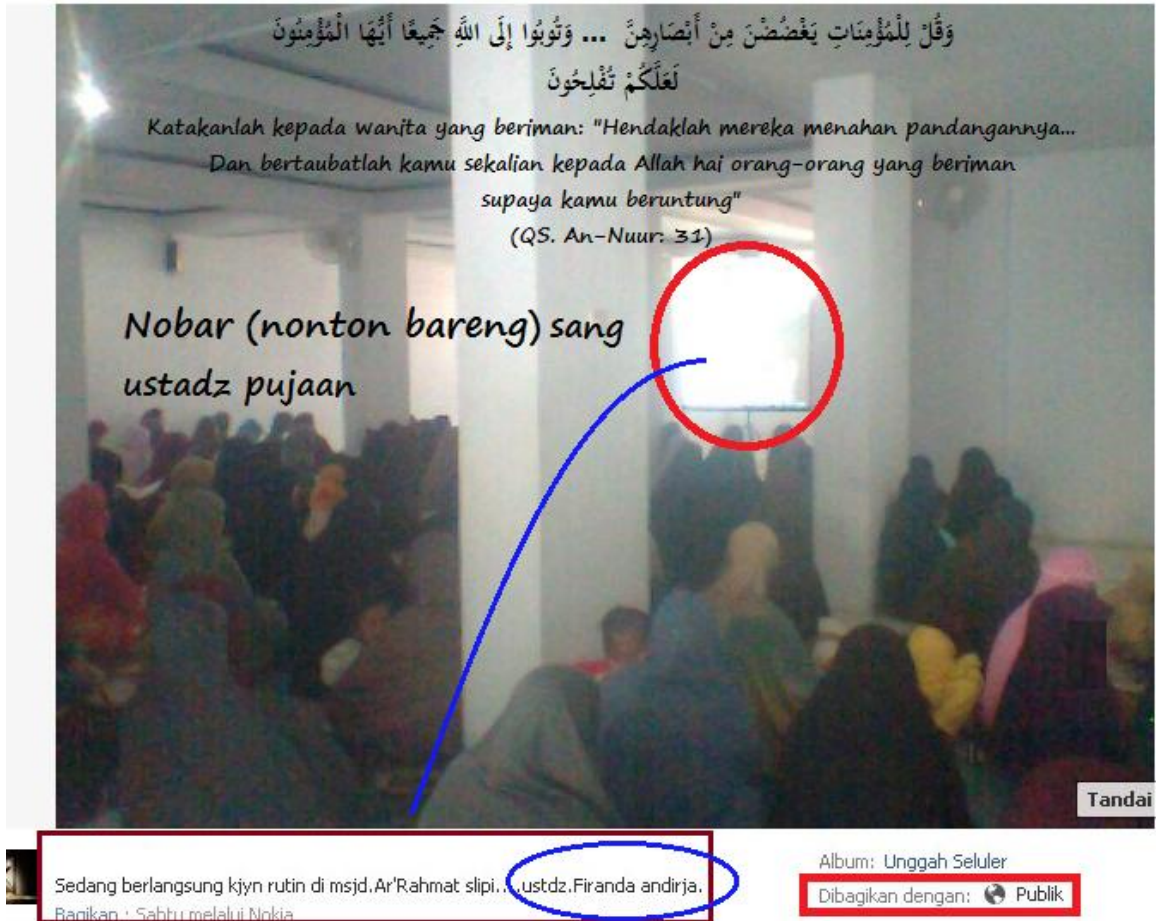 وَقُلْ لِلْمُؤْمِنَاتِ يَغْضُضْنَ مِنْ أَبْصَارِهِنَّ ... وَتُوبُوا إِلَى اللَّهِ جَمِيعًا أَيُّهَا الْمُؤْمِنُونَ
لَعَلَّكُمْ تُفْلِحُونَ
Katakanlah kepada wanita yang beriman: "Hendaklah mereka menahan pandangannya...
Dan bertaubatlah kamu sekalian kepada Allah hai orang-orang yang beriman
supaya kamu beruntung"
(QS. An-Nuur: 31)
Nobar (nonton bareng) sang
ustadz pujaan
Tandai
Sedang berlangsung kjyn rutin di msjd.Ar'Rahmat slipi....ustdz.Firanda andirja.
Bagikan : Sabtu melalui Nokia
Album: Unggah Seluler
Dibagikan dengan: Publik